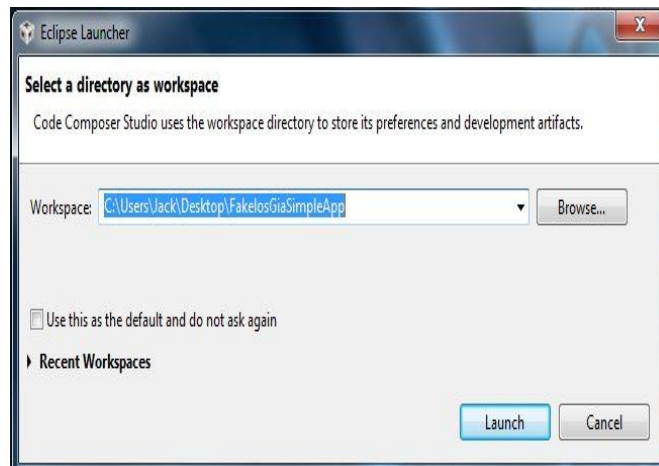 Eclipse Launcher
Select a directory as workspace
Code Composer Studio uses the workspace directory to store its preferences and development artifacts.
Workspace: C:\Users\Jack\Desktop\FakelosGiaSimpleApp Browse...
Use this as the default and do not ask again
Recent Workspaces
Launch Cancel